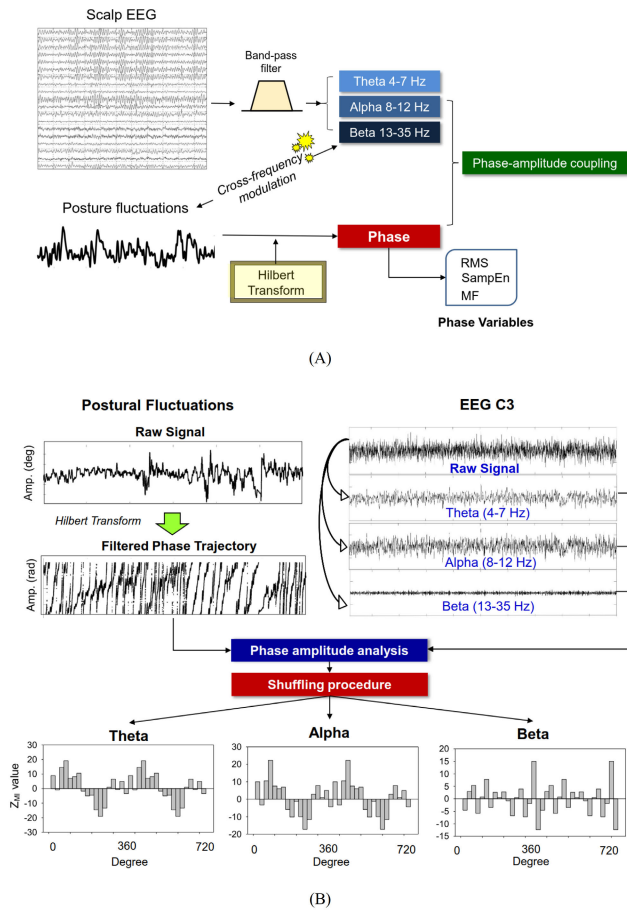 Scalp EEG
Band-pass
filter
Theta 4-7 Hz
Alpha 8-12 Hz
Beta 13-35 Hz
Cross-frequency
modulation
Phase-amplitude coupling
Posture fluctuations
Phase
Hilbert
Transform
RMS
SampEn
MF
Phase Variables
(A)
Postural Fluctuations
EEG C3
Raw Signal
Amp. (deg)
Raw Signal
Hilbert Transform
Theta (4-7 Hz)
Filtered Phase Trajectory
Amp. (rad)
Alpha (8-12 Hz)
Beta (13-35 Hz)
Phase amplitude analysis
Shuffling procedure
Theta
Alpha
Beta
ZMI value
30
20
10
0
-10
-20
-30
0 360 720
Degree
30
20
10
0
-10
-20
0 360 720
Degree
20
15
10
5
0
-5
-10
-15
0 360 720
Degree
(B)